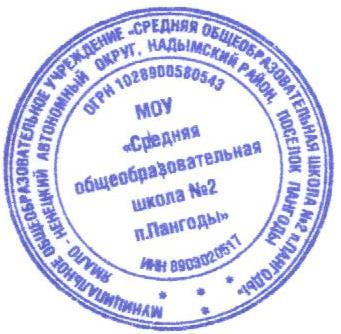 МУНИЦИПАЛЬНОЕ ОБЩЕОБРАЗОВАТЕЛЬНОЕ УЧРЕЖДЕНИЕ «СРЕДНЯЯ ОБЩЕОБРАЗОВАТЕЛЬНАЯ ШКОЛА №2 п.ПАНГОДЫ»
ЯМАЛО - НЕНЕЦКИЙ АВТОНОМНЫЙ ОКРУГ, НАДЫМСКИЙ РАЙОН, ПОСЕЛОК ПАНГОДЫ
ОГРН 1028900580543
МОУ
«Средняя
общеобразовательная
школа №2
п.Пангоды»
ИНН 8903020517